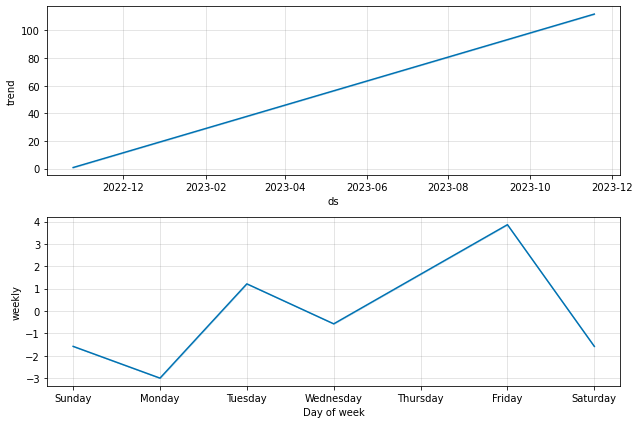 100
80
60
40
20
0
trend
2022-12 2023-02 2023-04 2023-06 2023-08 2023-10 2023-12
ds
4
3
2
1
0
−1
−2
−3
weekly
Sunday Monday Tuesday Wednesday Thursday Friday Saturday
Day of week